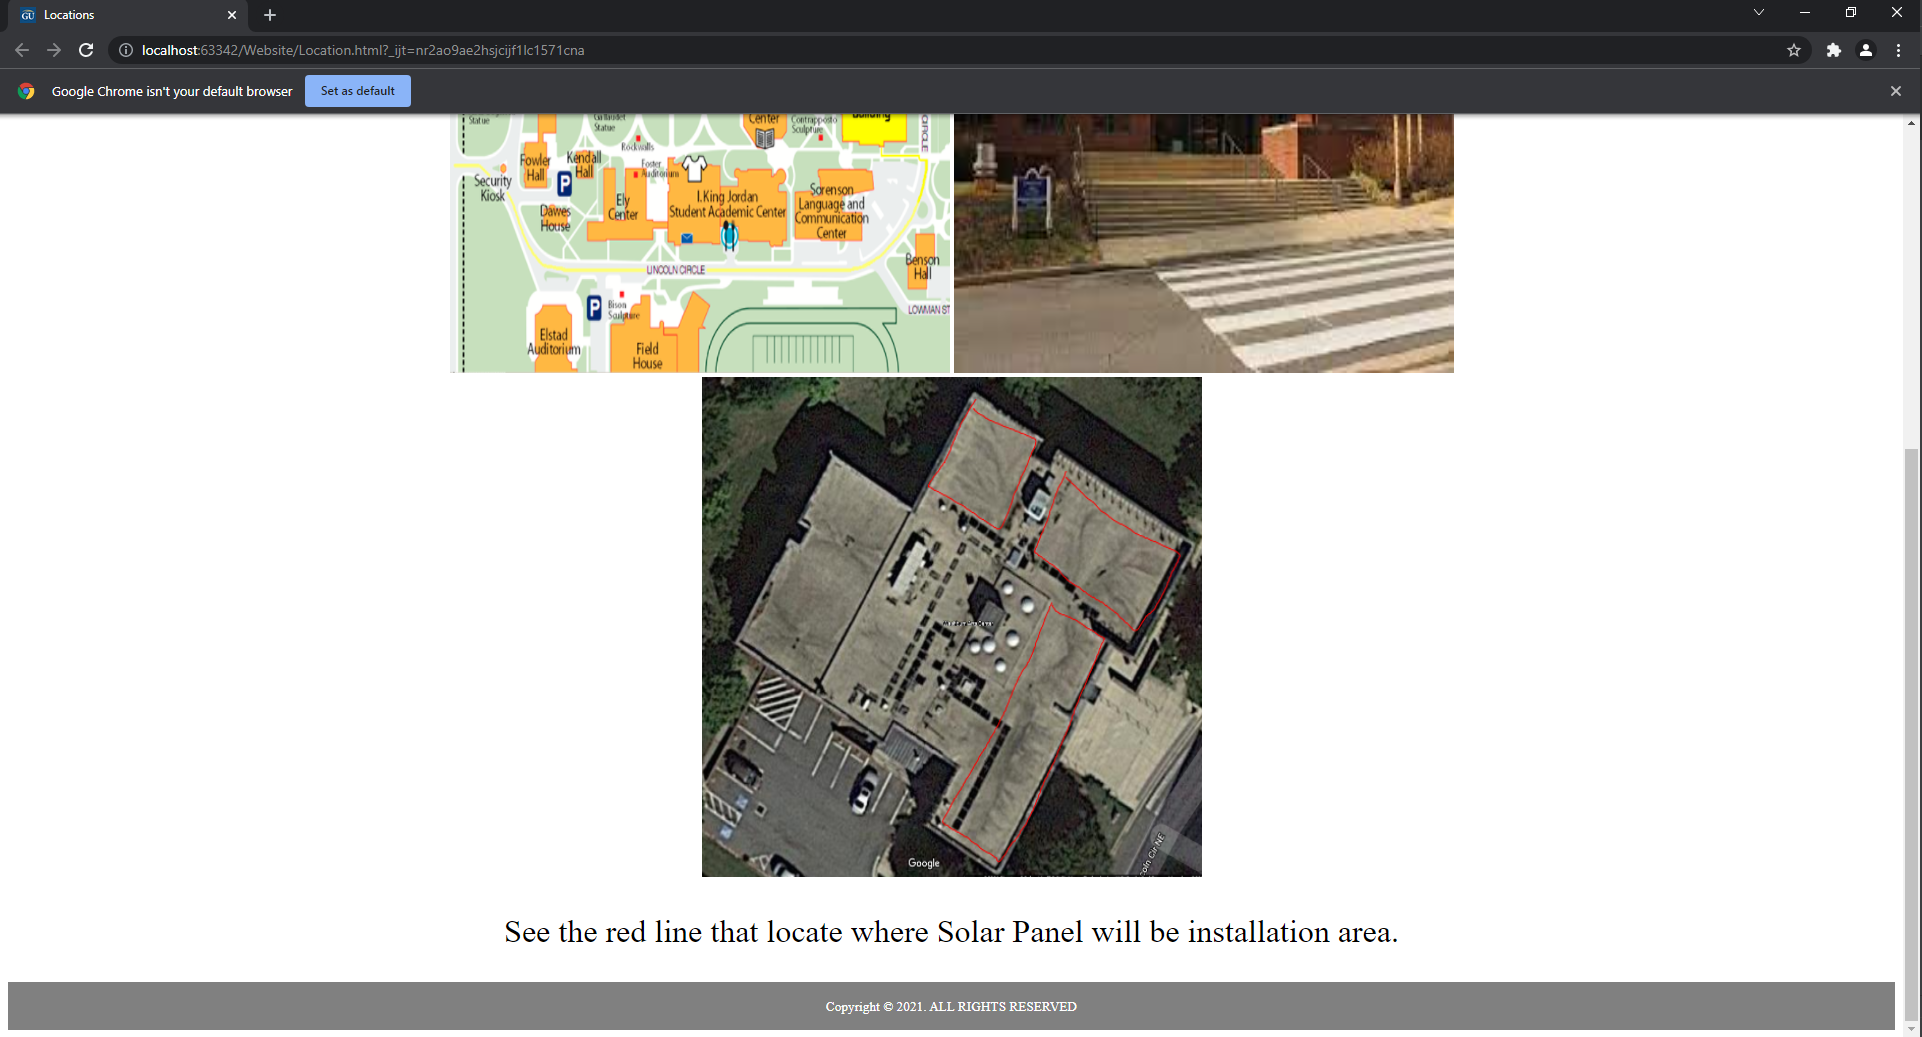 GU Locations
localhost:63342/Website/Location.html?_ijt=nr2ao9ae2hsjcijf1lc1571cna
Google Chrome isn't your default browser
Set as default
Statue
Gallaudet
Statue
Center
Contrapposto
Sculpture
Building
CIRCLE
Rockwalls
Fowler
Hall
Kendall
Hall
P
Foster
Auditorium
Security
Kiosk
Dawes
House
Ely
Center
I.King Jordan
Student Academic Center
Sorenson
Language and
Communication
Center
Benson
Hall
LINCOLN CIRCLE
LOWMAN ST
P
Bison
Sculpture
Elstad
Auditorium
Field
House
Google
coln Cir NE
See the red line that locate where Solar Panel will be installation area.
Copyright © 2021. ALL RIGHTS RESERVED